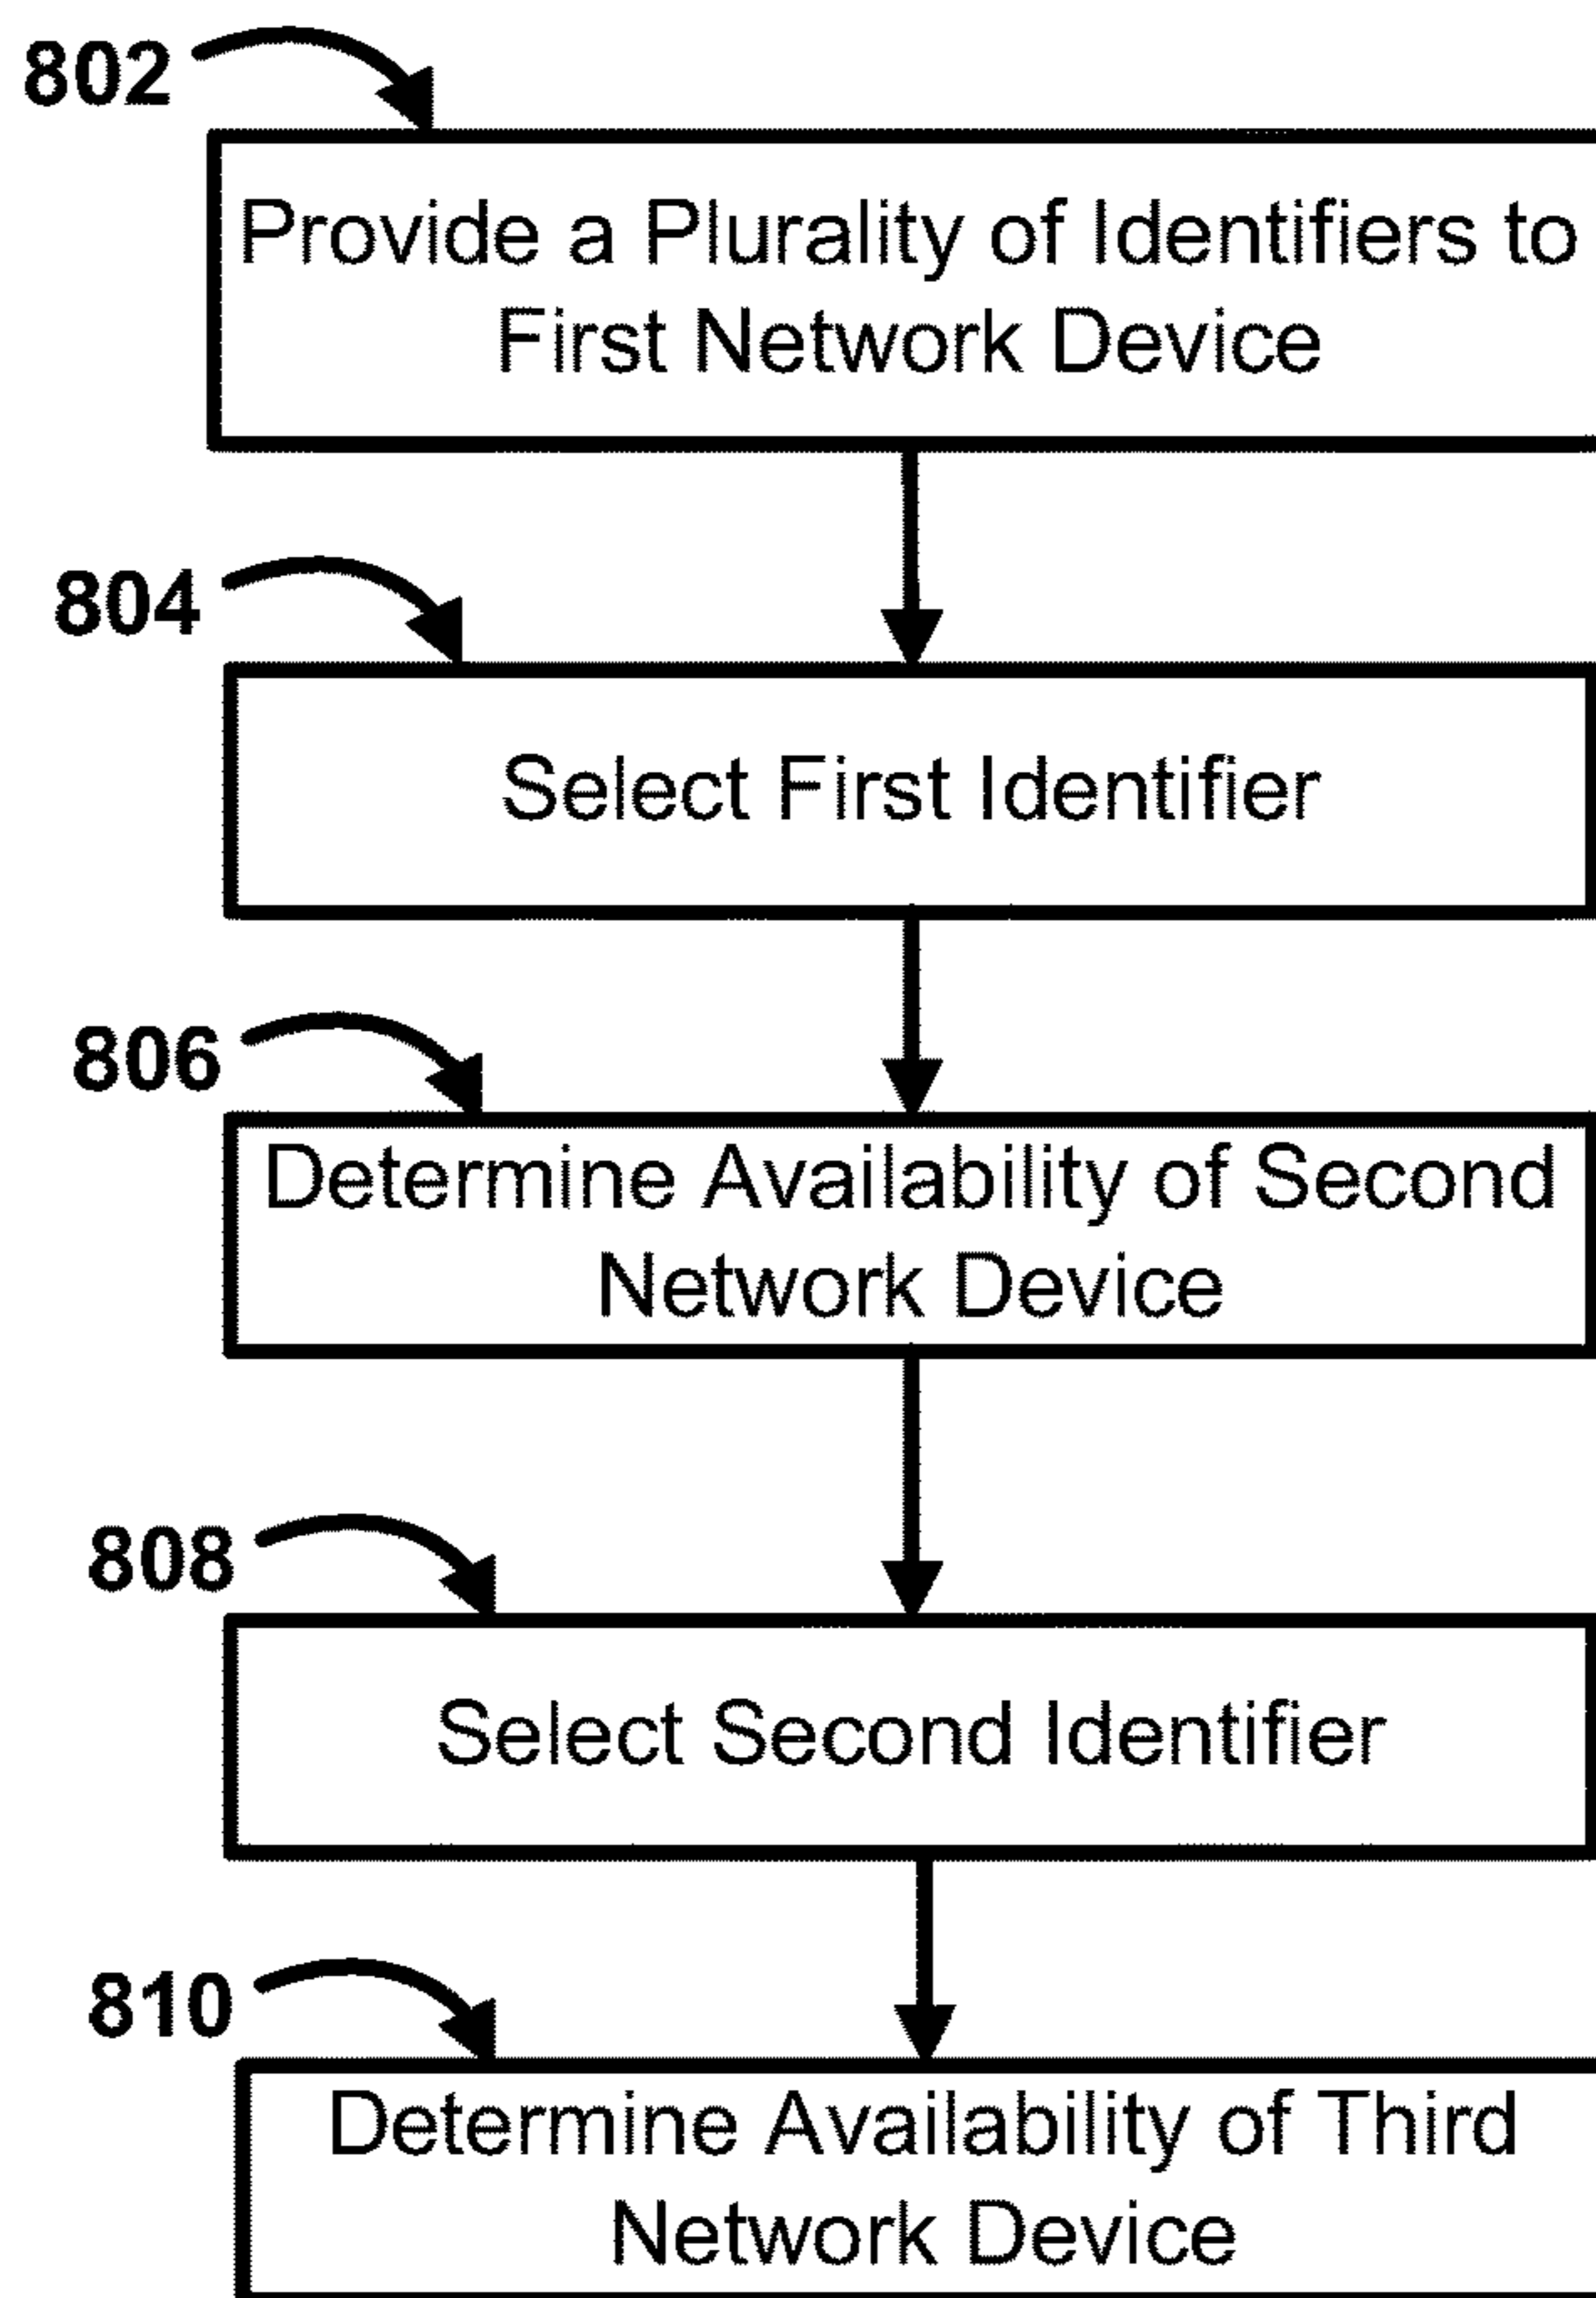 802
Provide a Plurality of Identifiers to
First Network Device
804
Select First Identifier
806
Determine Availability of Second
Network Device
808
Select Second Identifier
810
Determine Availability of Third
Network Device